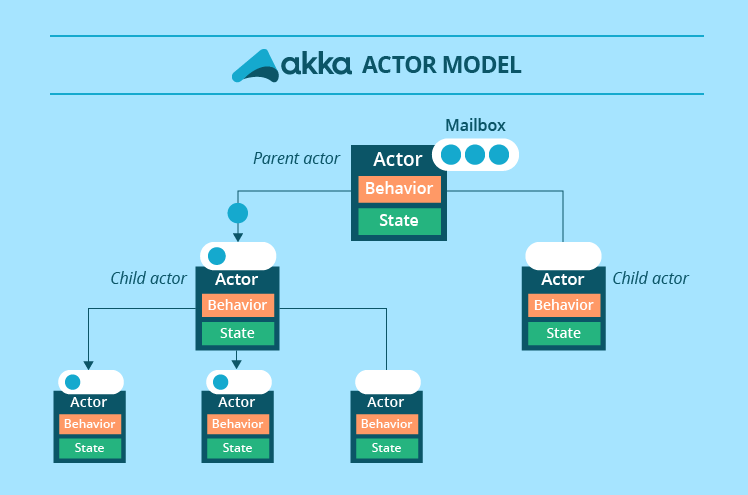 akka ACTOR MODEL
Mailbox
Parent actor
Actor
Behavior
State
Child actor
Actor
Behavior
State
Actor
Behavior
State
Child actor
Actor
Behavior
State
Actor
Behavior
State
Actor
Behavior
State